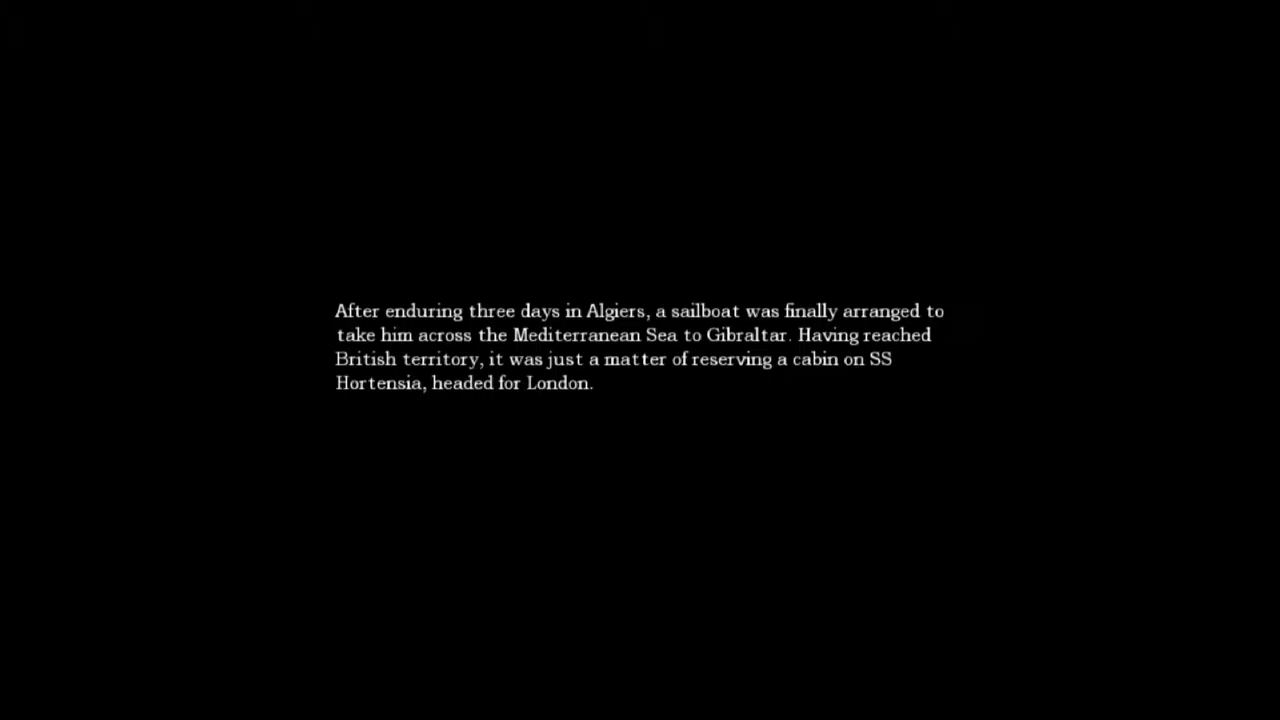 After enduring three days in Algiers, a sailboat was finally arranged to
take him across the Mediterranean Sea to Gibraltar. Having reached
British territory, it was just a matter of reserving a cabin on SS
Hortensia, headed for London.